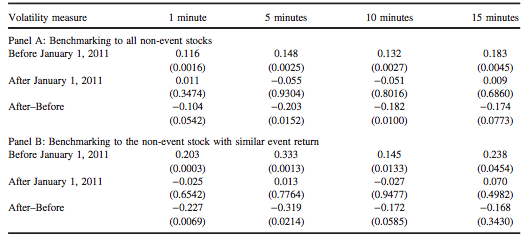 Volatility measure 1 minute 5 minutes 10 minutes 15 minutes
Panel A: Benchmarking to all non-event stocks
Before January 1, 2011 0.116 0.148 0.132 0.183
(0.0016) (0.0025) (0.0027) (0.0045)
After January 1, 2011 0.011 −0.055 −0.051 0.009
(0.3474) (0.9304) (0.8016) (0.6860)
After–Before −0.104 −0.203 −0.182 −0.174
(0.0542) (0.0152) (0.0100) (0.0773)
Panel B: Benchmarking to the non-event stock with similar event return
Before January 1, 2011 0.203 0.333 0.145 0.238
(0.0003) (0.0013) (0.0133) (0.0454)
After January 1, 2011 −0.025 0.013 −0.027 0.070
(0.6542) (0.7764) (0.9477) (0.4982)
After–Before −0.227 −0.319 −0.172 −0.168
(0.0069) (0.0214) (0.0585) (0.3430)